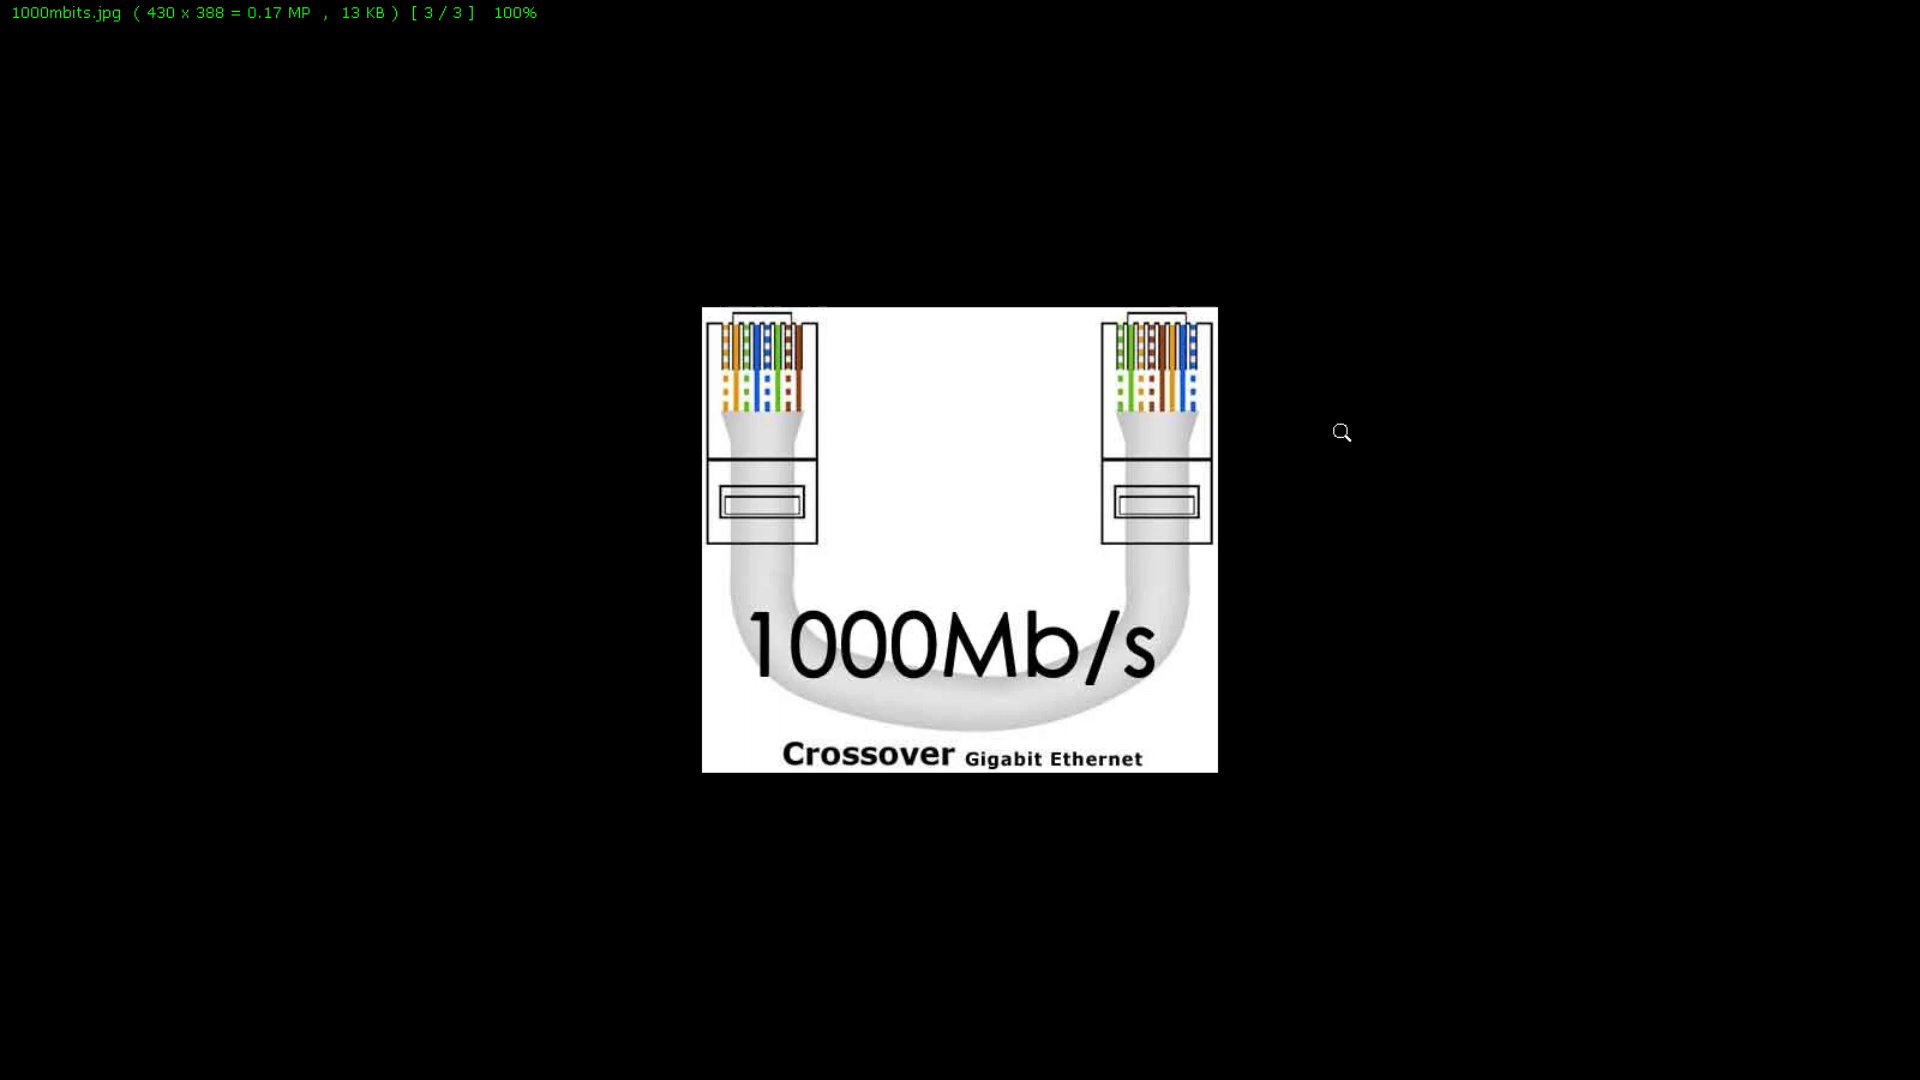 1000mbits.jpg ( 430 x 388 = 0.17 MP , 13 KB ) [ 3 / 3 ] 100%
1000Mb/s
Crossover Gigabit Ethernet